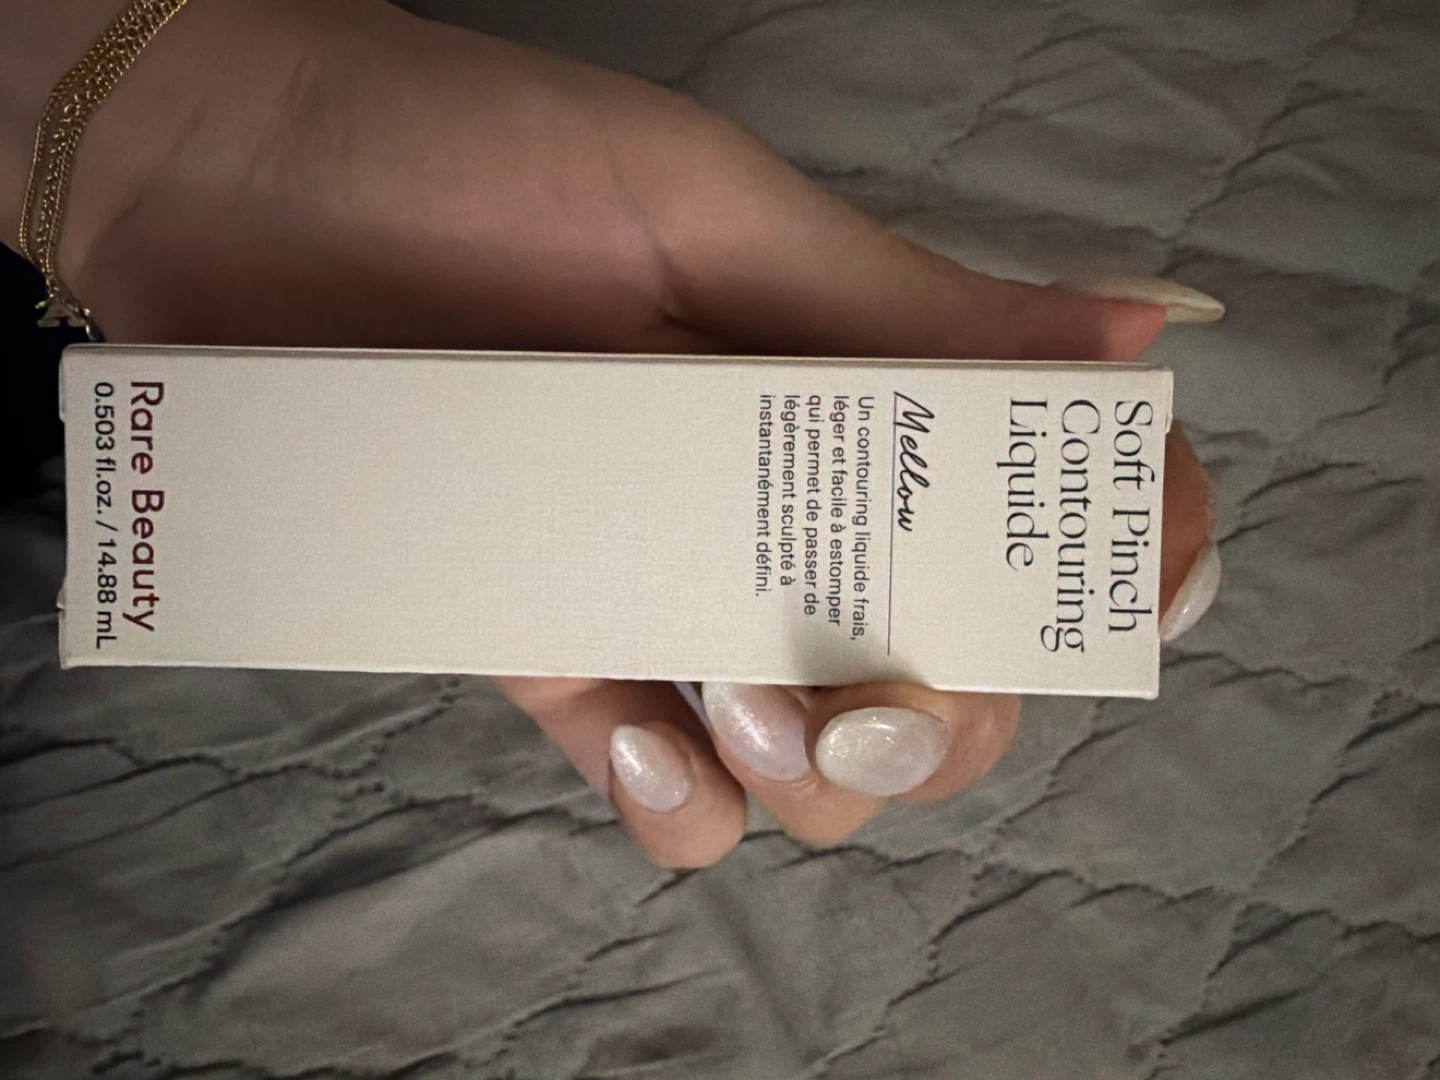 Soft Pinch
Contouring
Liquide
Mellow
Un contouring liquide frais,
léger et facile à estomper
qui permet de passer de
légèrement sculpté à
instantanément défini.
Rare Beauty
0.503 fl.oz. / 14.88 mL